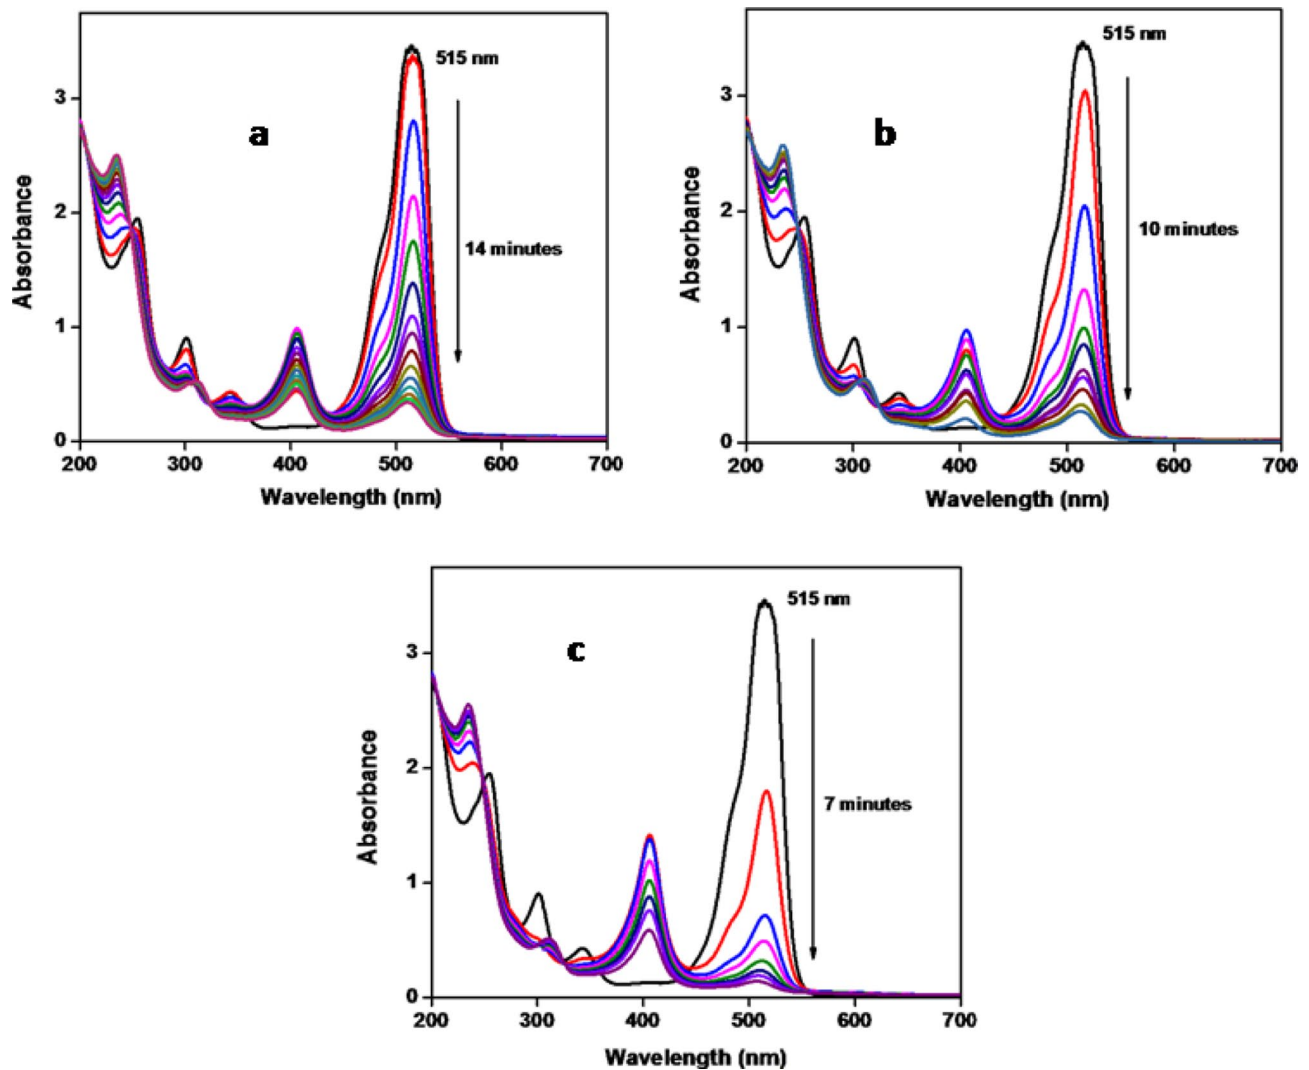 a
515 nm
14 minutes
Absorbance
3
2
1
0
200 300 400 500 600 700
Wavelength (nm)
b
515 nm
10 minutes
Absorbance
3
2
1
0
200 300 400 500 600 700
Wavelength (nm)
c
515 nm
7 minutes
Absorbance
3
2
1
0
200 300 400 500 600 700
Wavelength (nm)